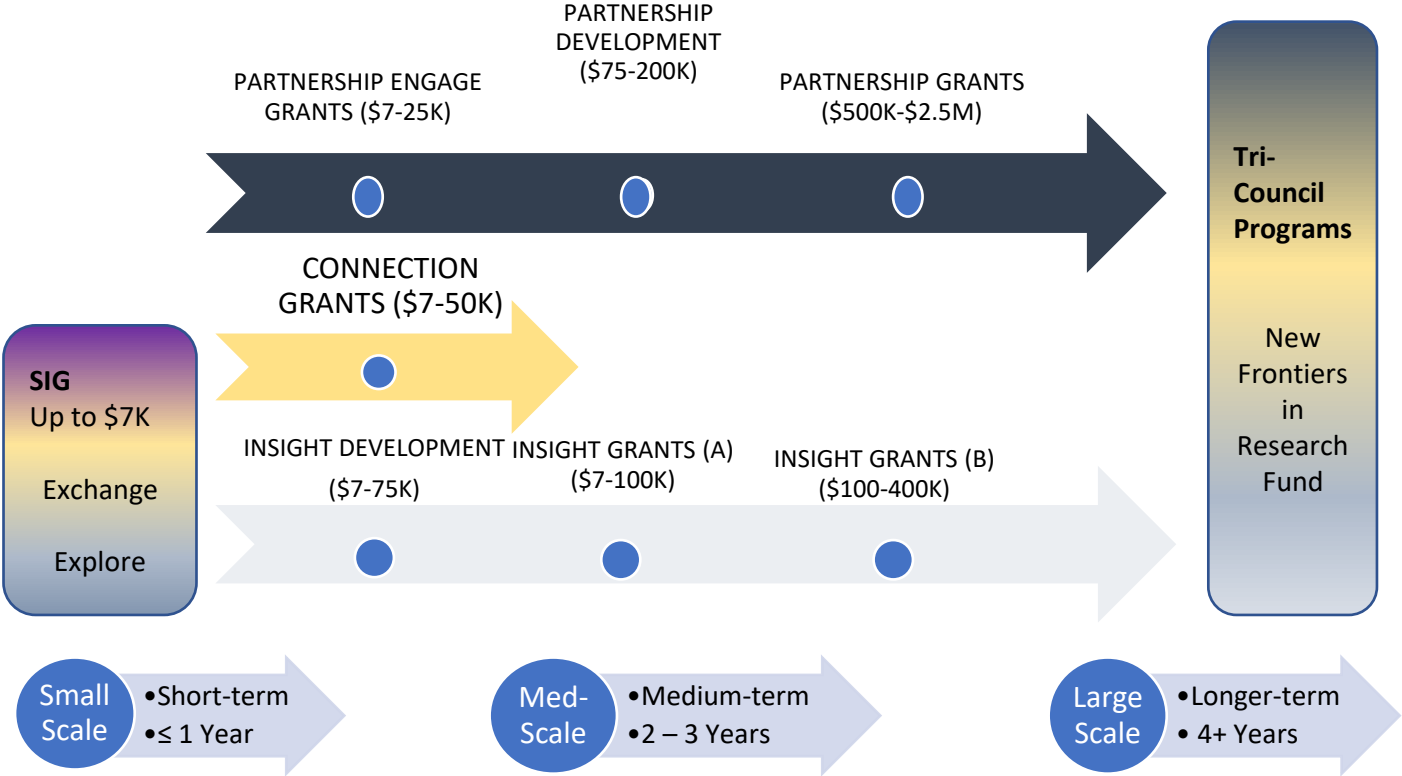 PARTNERSHIP
DEVELOPMENT
($75-200K)
PARTNERSHIP ENGAGE
GRANTS ($7-25K)
PARTNERSHIP GRANTS
($500K-$2.5M)
CONNECTION
GRANTS ($7-50K)
SIG
Up to $7K
Exchange
Explore
INSIGHT DEVELOPMENT
($7-75K)
INSIGHT GRANTS (A)
($7-100K)
INSIGHT GRANTS (B)
($100-400K)
Tri-
Council
Programs
New
Frontiers
in
Research
Fund
Small
Scale
•Short-term
•≤ 1 Year
Med-
Scale
•Medium-term
•2 – 3 Years
Large
Scale
•Longer-term
• 4+ Years